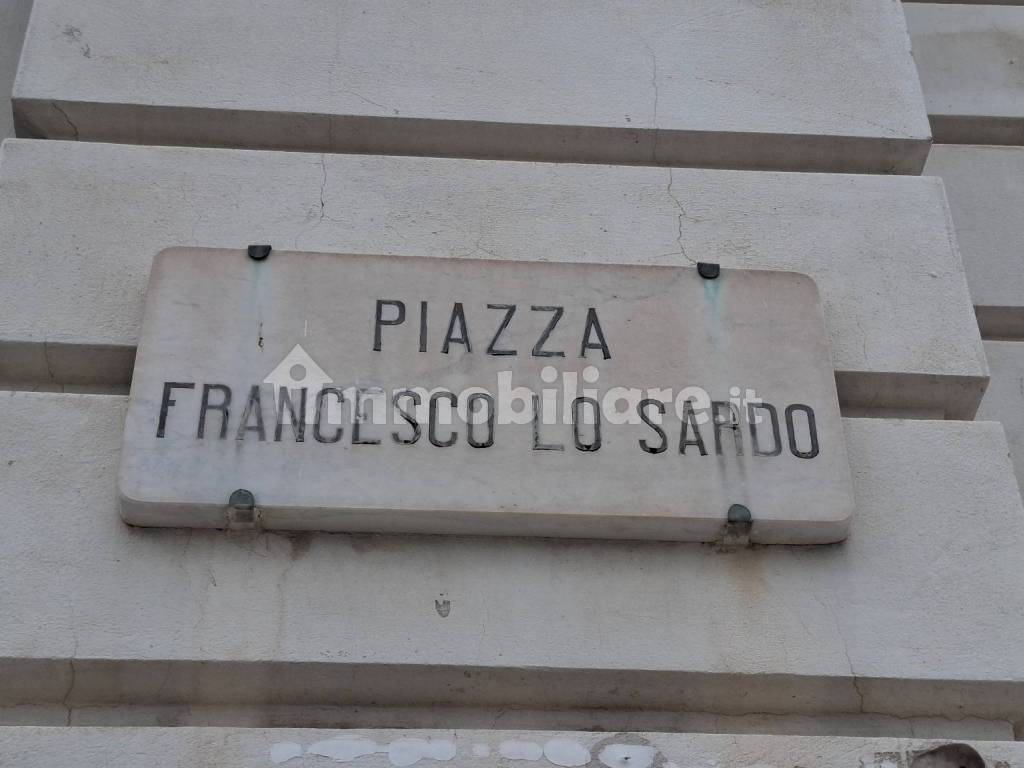 PIAZZA
FRANCESCO LO SARDO
immobiliare.it